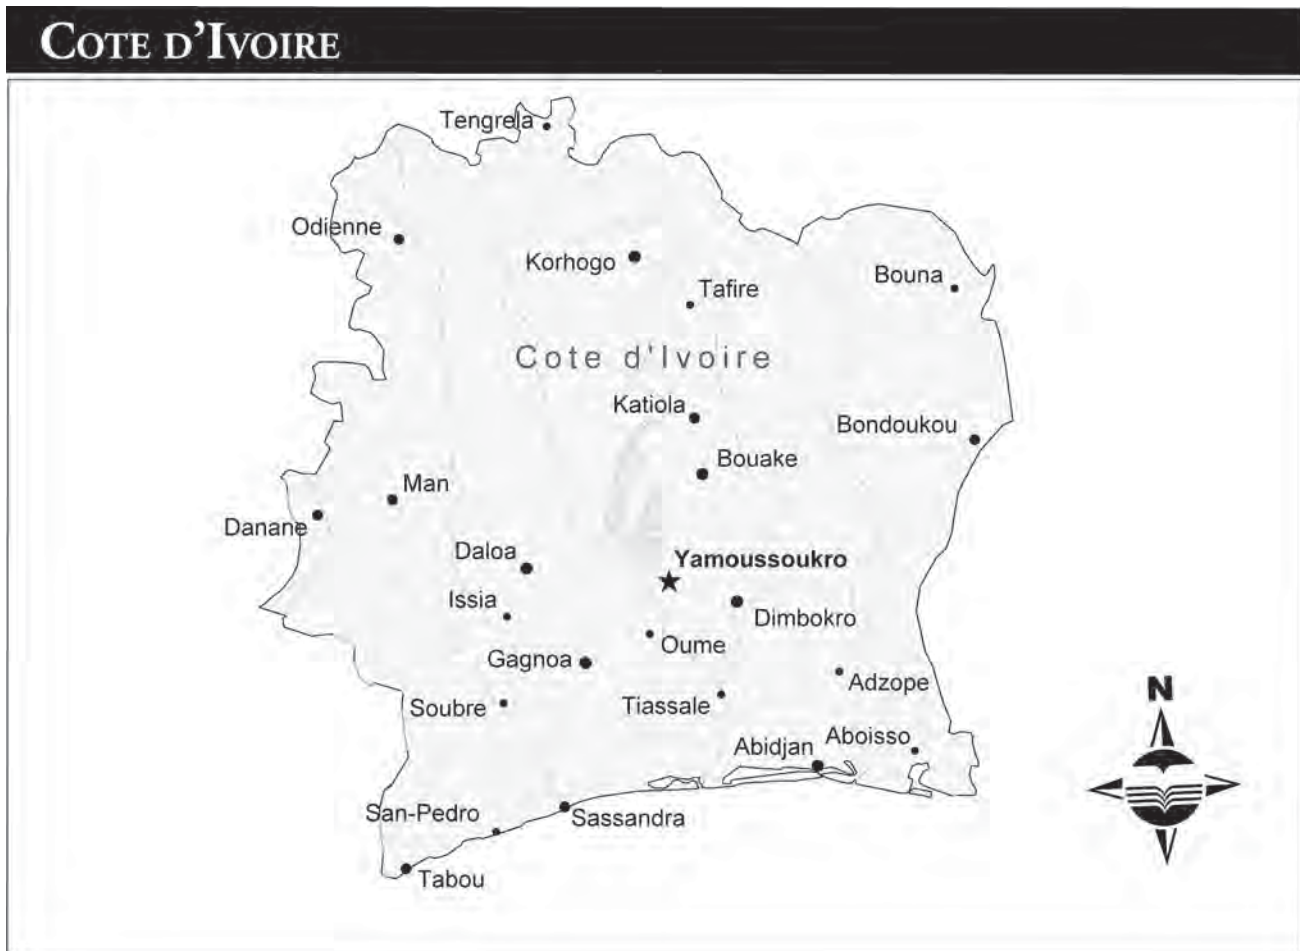 COTE D'IVOIRE
Tengrela
Odienne
Korhogo
Bouna
Tafire
Cote d'Ivoire
Katiola
Bondoukou
Bouake
Man
Danane
Daloa
Yamoussoukro
Issia
Dimbokro
Oume
Gagnoa
Adzope
Soubre
Tiassale
N
Abidjan
Aboisso
San-Pedro
Sassandra
Tabou